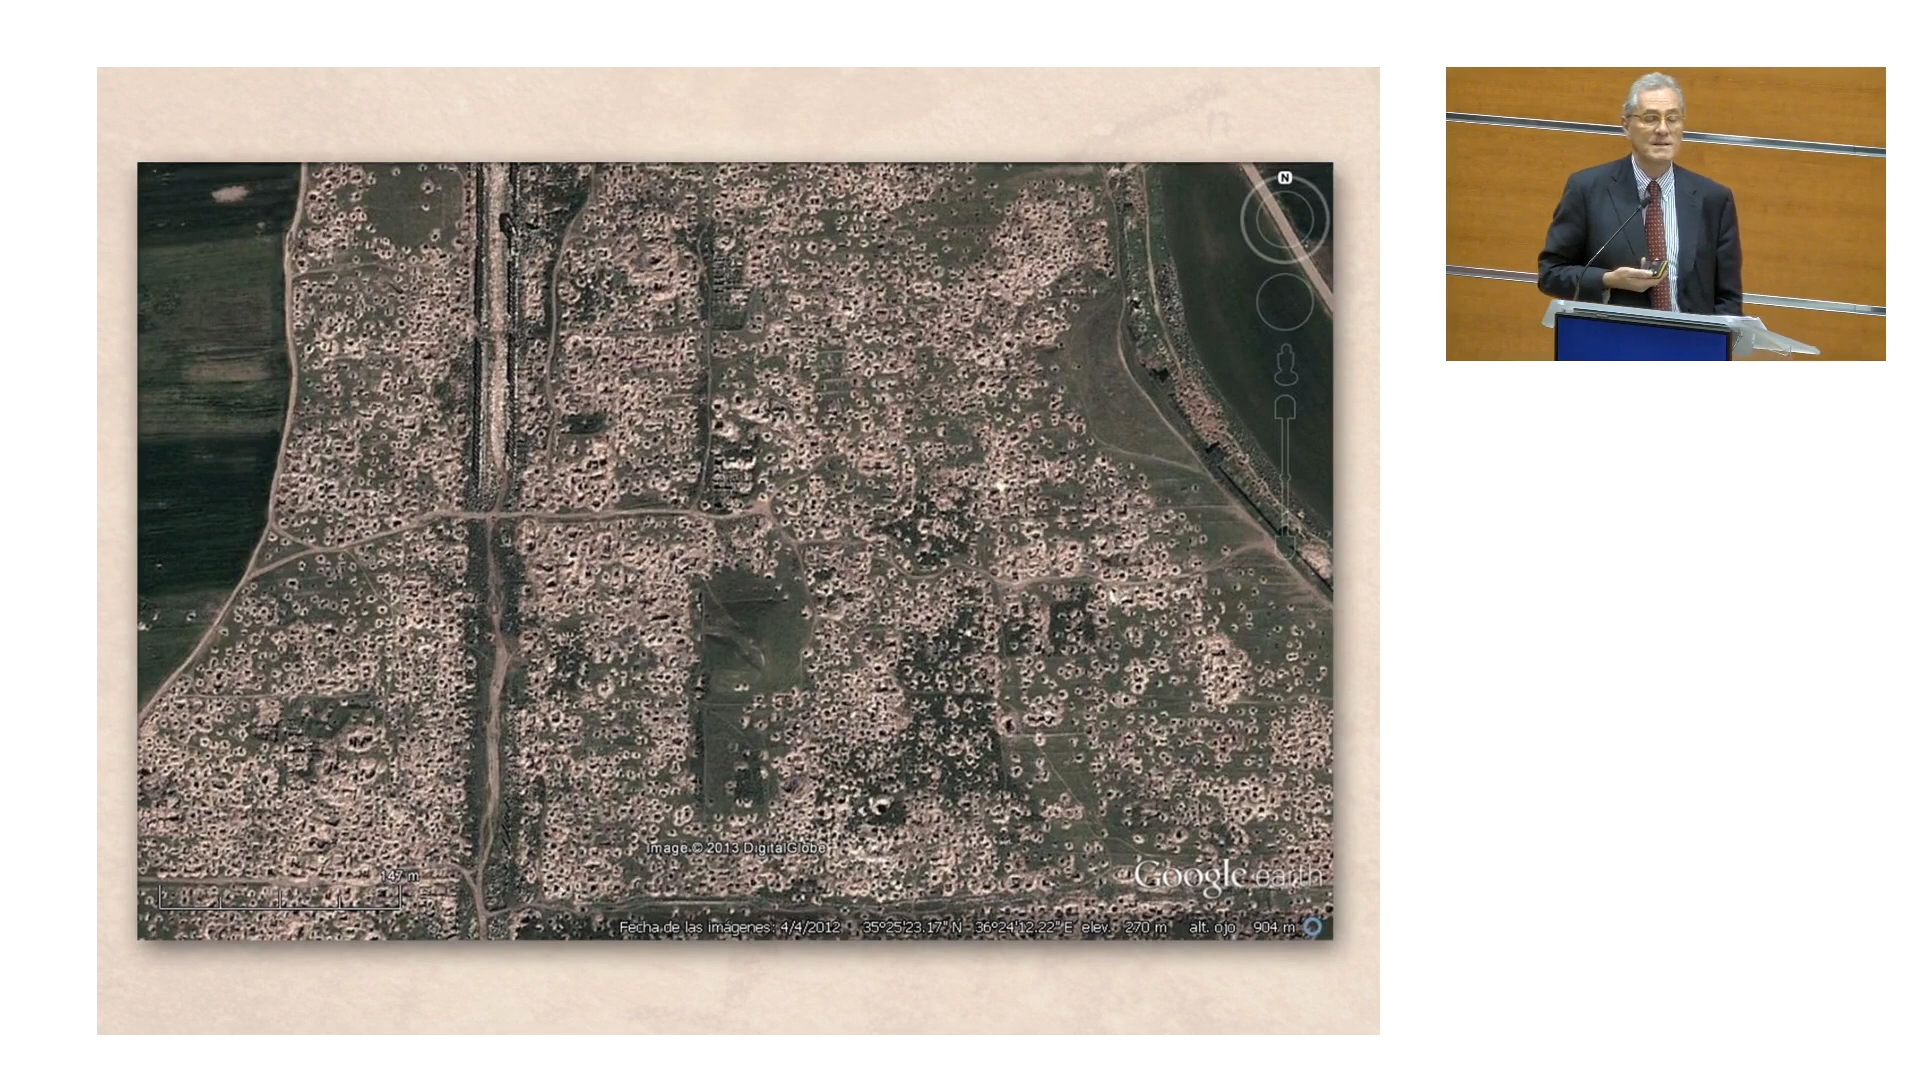 N
Image © 2013 DigitalGlobe
147 m
Google earth
Fecha de las imágenes: 4/4/2012 35°25'23.17" N - 36°24'12.22" E elev. 270 m alt. ojo 904 m